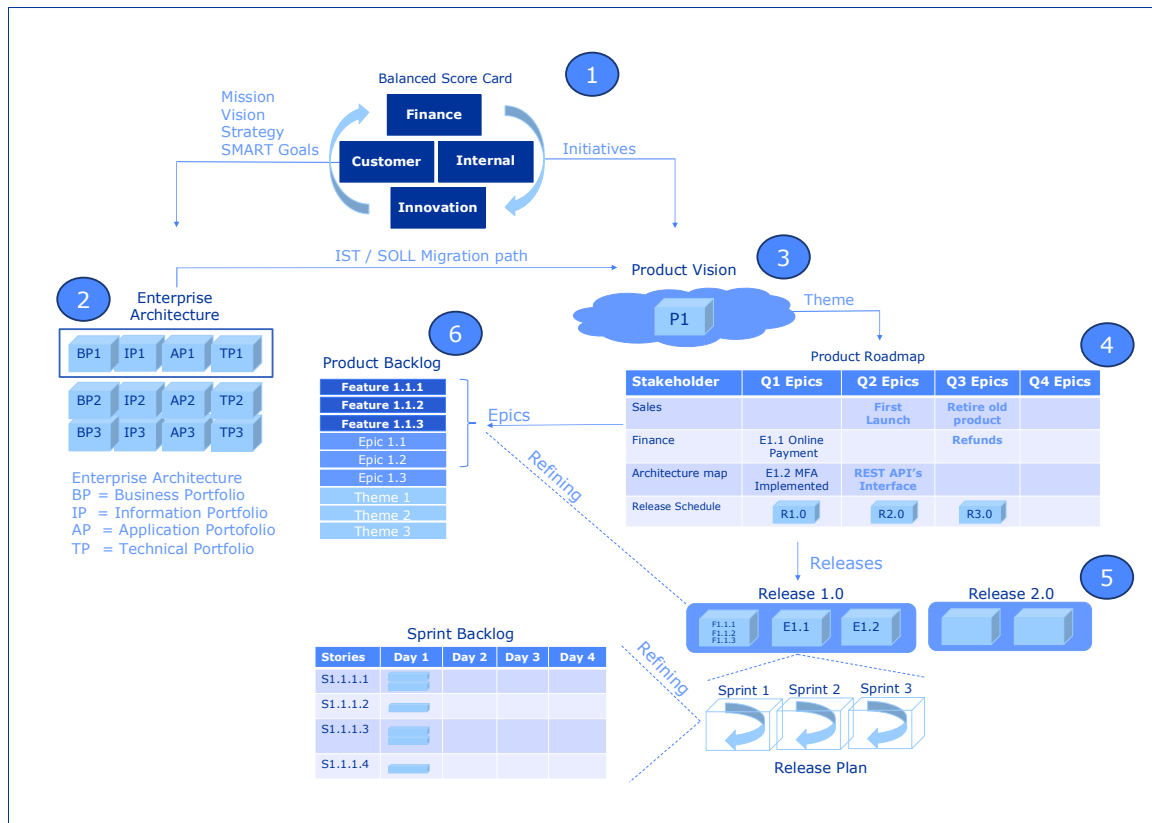 Balanced Score Card
1
Mission
Vision
Strategy
SMART Goals
Finance
Customer
Internal
Innovation
Initiatives
IST / SOLL Migration path
2
Enterprise
Architecture
BP1 IP1 AP1 TP1
BP2 IP2 AP2 TP2
BP3 IP3 AP3 TP3
Enterprise Architecture
BP = Business Portfolio
IP = Information Portfolio
AP = Application Portofolio
TP = Technical Portfolio
Product Vision
3
P1
Theme
4
Product Roadmap
Stakeholder Q1 Epics Q2 Epics Q3 Epics Q4 Epics
Sales First Launch Retire old product
Finance E1.1 Online Payment Refunds
Architecture map E1.2 MFA Implemented REST API's Interface
Release Schedule R1.0 R2.0 R3.0
6
Product Backlog
Feature 1.1.1
Feature 1.1.2
Feature 1.1.3
Epic 1.1
Epic 1.2
Epic 1.3
Theme 1
Theme 2
Theme 3
Epics
Refining
Releases
5
Release 1.0
F1.1.1
F1.1.2
F1.1.3
E1.1
E1.2
Release 2.0
Sprint 1 Sprint 2 Sprint 3
Release Plan
Refining
Sprint Backlog
Stories Day 1 Day 2 Day 3 Day 4
S1.1.1.1
S1.1.1.2
S1.1.1.3
S1.1.1.4